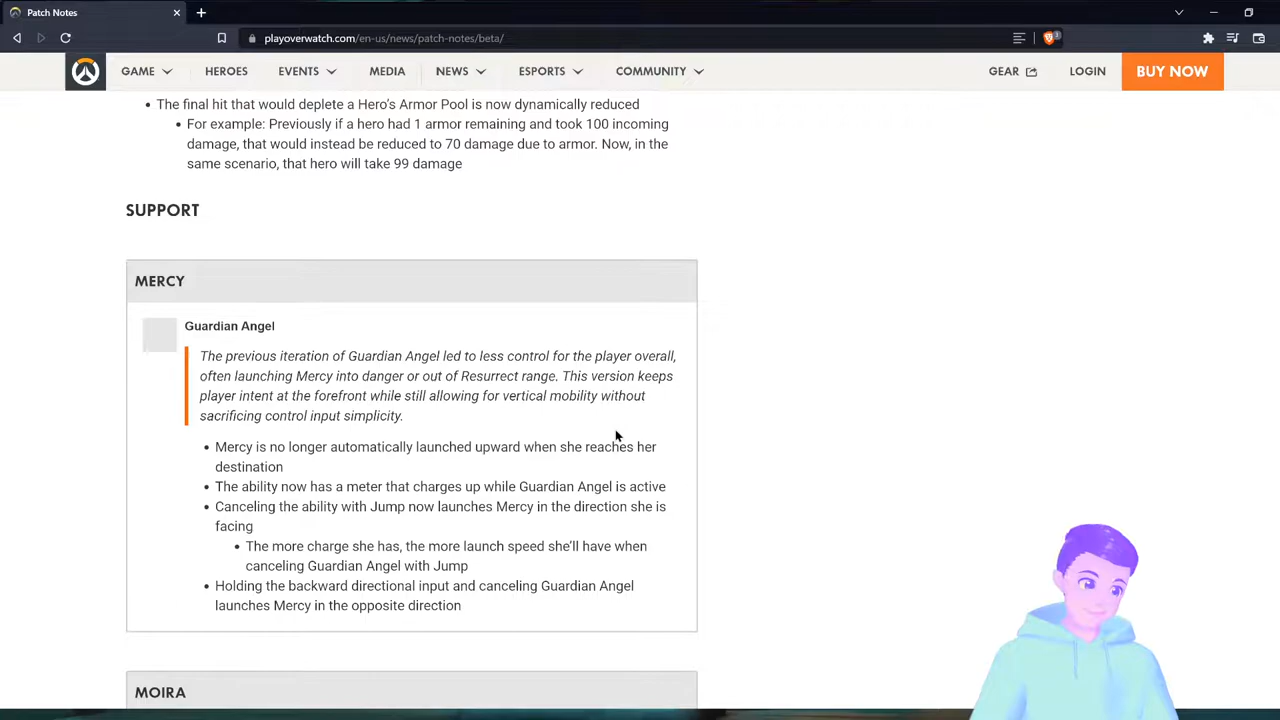 Patch Notes
playoverwatch.com/en-us/news/patch-notes/beta/
GAME HEROES EVENTS MEDIA NEWS ESPORTS COMMUNITY GEAR LOGIN BUY NOW
• The final hit that would deplete a Hero's Armor Pool is now dynamically reduced
• For example: Previously if a hero had 1 armor remaining and took 100 incoming
damage, that would instead be reduced to 70 damage due to armor. Now, in the
same scenario, that hero will take 99 damage
SUPPORT
MERCY
Guardian Angel
The previous iteration of Guardian Angel led to less control for the player overall,
often launching Mercy into danger or out of Resurrect range. This version keeps
player intent at the forefront while still allowing for vertical mobility without
sacrificing control input simplicity.
• Mercy is no longer automatically launched upward when she reaches her
destination
• The ability now has a meter that charges up while Guardian Angel is active
• Canceling the ability with Jump now launches Mercy in the direction she is
facing
• The more charge she has, the more launch speed she'll have when
canceling Guardian Angel with Jump
• Holding the backward directional input and canceling Guardian Angel
launches Mercy in the opposite direction
MOIRA